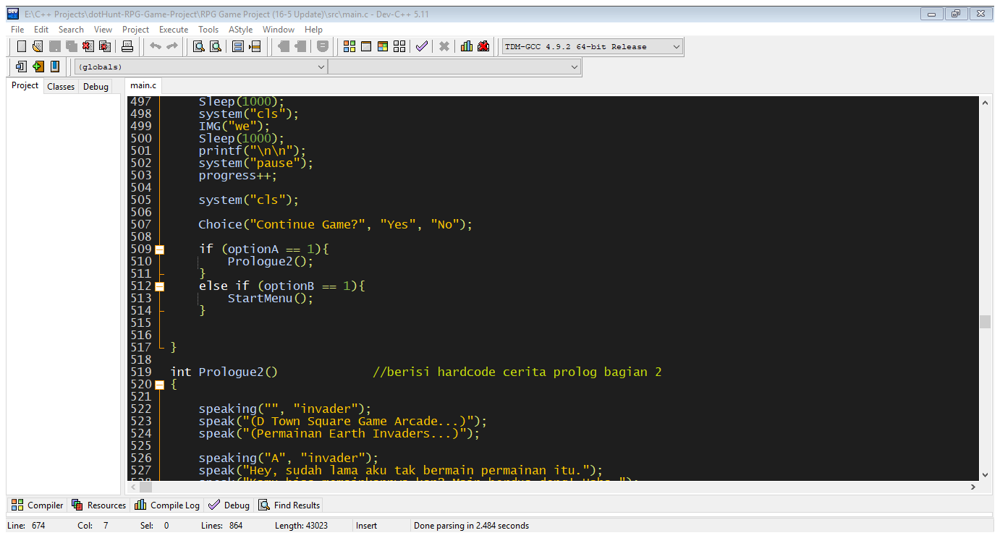 E:\C++ Projects\dotHunt-RPG-Game-Project\RPG Game Project (16-5 Update)\src\main.c - Dev-C++ 5.11
File Edit Search View Project Execute Tools AStyle Window Help
TDM-GCC 4.9.2 64-bit Release
(globals)
Project Classes Debug main.c
497 Sleep(1000);
498 system("cls");
499 IMG("we");
500 Sleep(1000);
501 printf("\n\n");
502 system("pause");
503 progress++;
504
505 system("cls");
506
507 Choice("Continue Game?", "Yes", "No");
508
509 if (optionA == 1){
510 Prologue2();
511 }
512 else if (optionB == 1){
513 StartMenu();
514 }
515
516
517 }
518
519 int Prologue2() //berisi hardcode cerita prolog bagian 2
520 {
521
522 speaking("", "invader");
523 speak("(D Town Square Game Arcade...)");
524 speak("(Permainan Earth Invaders...)");
525
526 speaking("A", "invader");
527 speak("Hey, sudah lama aku tak bermain permainan itu.");
Compiler Resources Compile Log Debug Find Results
Line: 674 Col: 7 Sel: 0 Lines: 864 Length: 43023 Insert Done parsing in 2.484 seconds